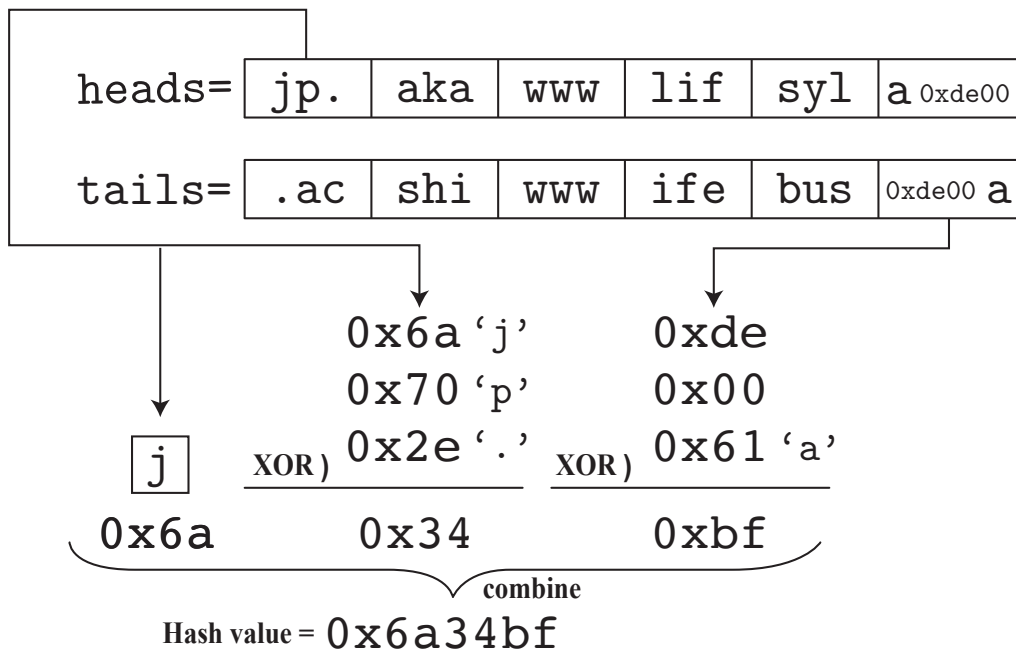 heads= jp. aka www lif syl a 0xde00
tails= .ac shi www ife bus 0xde00 a
0x6a ‘j’ 0xde
0x70 ‘p’ 0x00
j XOR ) 0x2e ‘.’ XOR ) 0x61 ‘a’
0x6a 0x34 0xbf
combine
Hash value = 0x6a34bf